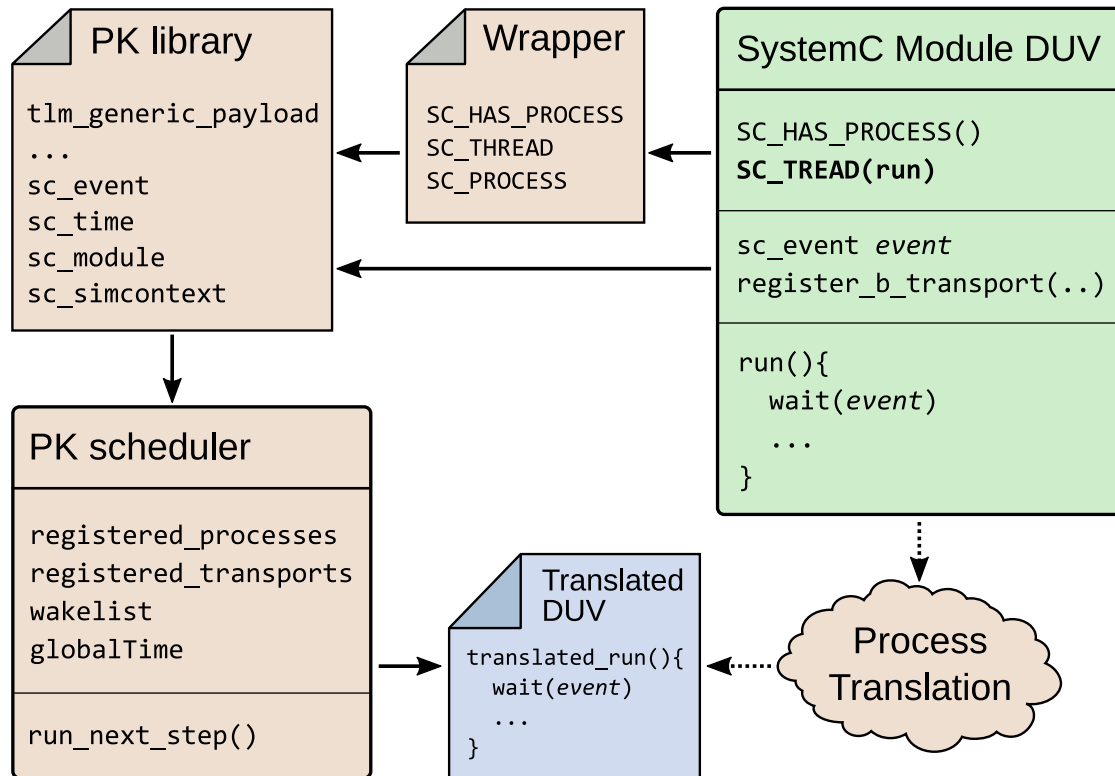 PK library
tlm_generic_payload
...
sc_event
sc_time
sc_module
sc_simcontext
Wrapper
SC_HAS_PROCESS
SC_THREAD
SC_PROCESS
SystemC Module DUV
SC_HAS_PROCESS()
SC_TREAD(run)
sc_event event
register_b_transport(..)
run(){
wait(event)
...
}
PK scheduler
registered_processes
registered_transports
wakelist
globalTime
run_next_step()
Translated
DUV
translated_run(){
wait(event)
...
}
Process
Translation